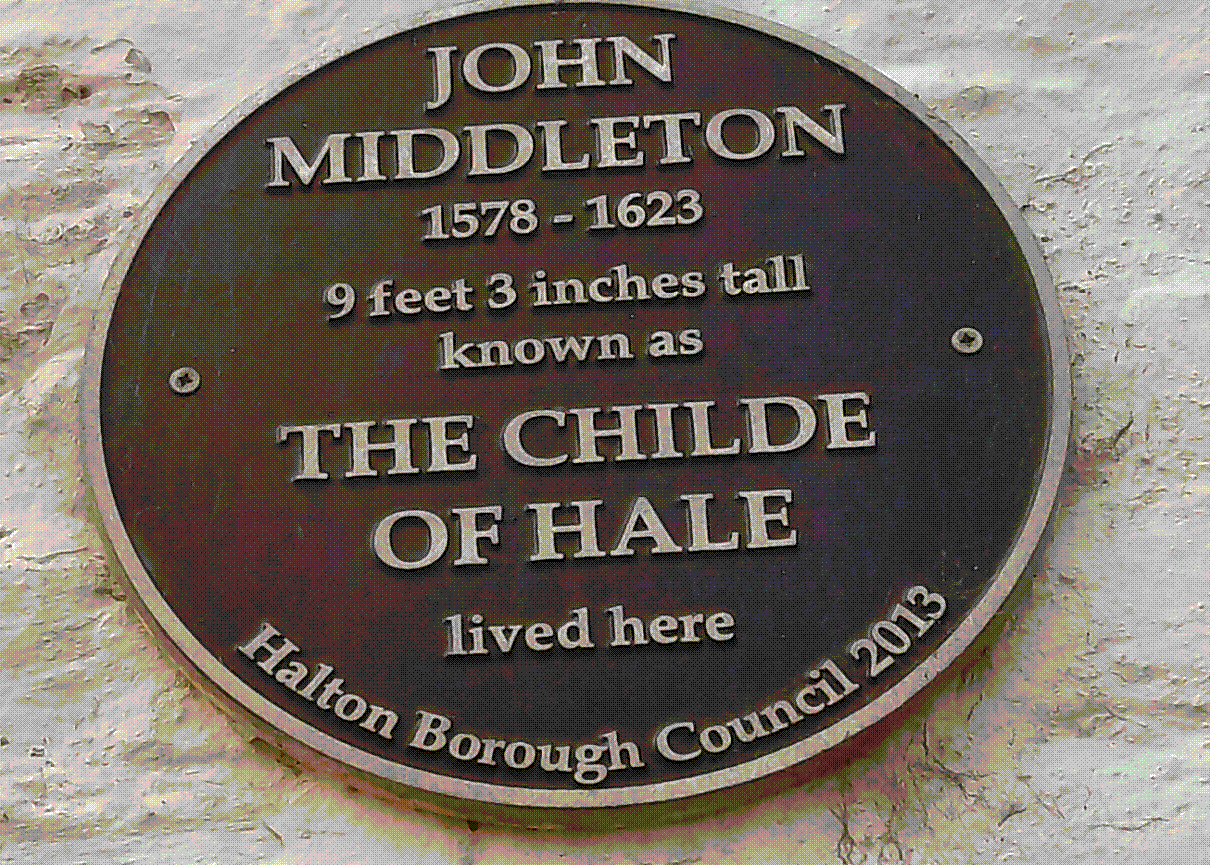 JOHN
MIDDLETON
1578 - 1623
9 feet 3 inches tall
known as
THE CHILDE
OF HALE
lived here
Halton Borough Council 2013